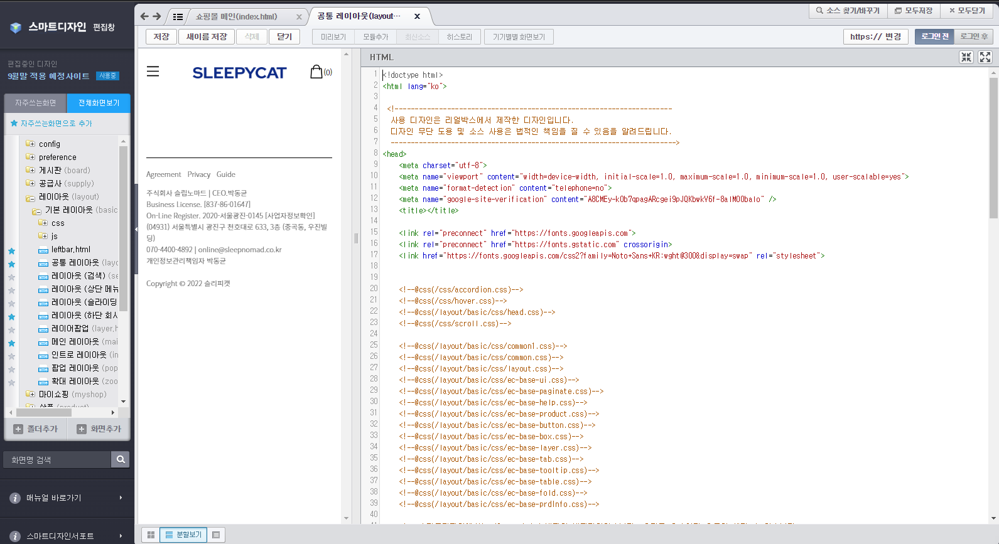 스마트디자인 편집창
편집중인 디자인
9월말 적용 예정사이트 사용중
자주쓰는화면 전체화면보기
자주쓰는화면으로 추가
config
preference
게시판 (board)
공급사 (supply)
레이아웃 (layout)
기본 레이아웃 (basic
css
js
leftbar.html
공통 레이아웃 (layo
레이아웃 (검색) (se
레이아웃 (상단 메뉴
레이아웃 (슬라이딩
레이아웃 (하단 회사
레이어팝업 (layer.h
메인 레이아웃 (mai
인트로 레이아웃 (in
팝업 레이아웃 (pop
확대 레이아웃 (zoo
마이쇼핑 (myshop)
상품 (product)
폴더추가 화면추가
화면명 검색
매뉴얼 바로가기
스마트디자인서포트
쇼핑몰 메인(index.html) x 공통 레이아웃(layout··· x
소스 찾기/바꾸기 모두저장 모두닫기
저장 새이름 저장 삭제 닫기 미리보기 모듈추가 최신소스 히스토리 기기별별 화면보기 https:// 변경 로그인 전 로그인 후
SLEEPYCAT (0)
Agreement Privacy Guide
주식회사 슬립노마드 | CEO.박동균
Business License. [837-86-01647]
On-Line Register. 2020-서울광진-0145 [사업자정보확인]
(04931) 서울특별시 광진구 천호대로 633, 3층 (중곡동, 우진빌
딩)
070-4400-4892 | online@sleepnomad.co.kr
개인정보관리책임자 박동균
Copyright © 2022 슬리피캣
HTML
1 <!doctype html>
2 <html lang="ko">
3
4 <!--------------------------------------------------------------------
5 사용 디자인은 리얼박스에서 제작한 디자인입니다.
6 디자인 무단 도용 및 소스 사용은 법적인 책임을 질 수 있음을 알려드립니다.
7 --------------------------------------------------------------------->
8 <head>
9 <meta charset="utf-8">
10 <meta name="viewport" content="width=device-width, initial-scale=1.0, maximum-scale=1.0, minimum-scale=1.0, user-scalable=yes">
11 <meta name="format-detection" content="telephone=no">
12 <meta name="google-site-verification" content="A8CMEy-kOb7qpagARcgei9pJQKbwkV6f-8alMOObalo" />
13 <title></title>
14
15 <link rel="preconnect" href="https://fonts.googleapis.com">
16 <link rel="preconnect" href="https://fonts.gstatic.com" crossorigin>
17 <link href="https://fonts.googleapis.com/css2?family=Noto+Sans+KR:wght@300&display=swap" rel="stylesheet">
18
19
20 <!--@css(/css/accordion.css)-->
21 <!--@css(/css/hover.css)-->
22 <!--@css(/layout/basic/css/head.css)-->
23 <!--@css(/css/scroll.css)-->
24
25 <!--@css(/layout/basic/css/common1.css)-->
26 <!--@css(/layout/basic/css/common.css)-->
27 <!--@css(/layout/basic/css/layout.css)-->
28 <!--@css(/layout/basic/css/ec-base-ui.css)-->
29 <!--@css(/layout/basic/css/ec-base-paginate.css)-->
30 <!--@css(/layout/basic/css/ec-base-help.css)-->
31 <!--@css(/layout/basic/css/ec-base-product.css)-->
32 <!--@css(/layout/basic/css/ec-base-button.css)-->
33 <!--@css(/layout/basic/css/ec-base-box.css)-->
34 <!--@css(/layout/basic/css/ec-base-layer.css)-->
35 <!--@css(/layout/basic/css/ec-base-tab.css)-->
36 <!--@css(/layout/basic/css/ec-base-tooltip.css)-->
37 <!--@css(/layout/basic/css/ec-base-table.css)-->
38 <!--@css(/layout/basic/css/ec-base-fold.css)-->
39 <!--@css(/layout/basic/css/ec-base-prdInfo.css)-->
40
분할보기